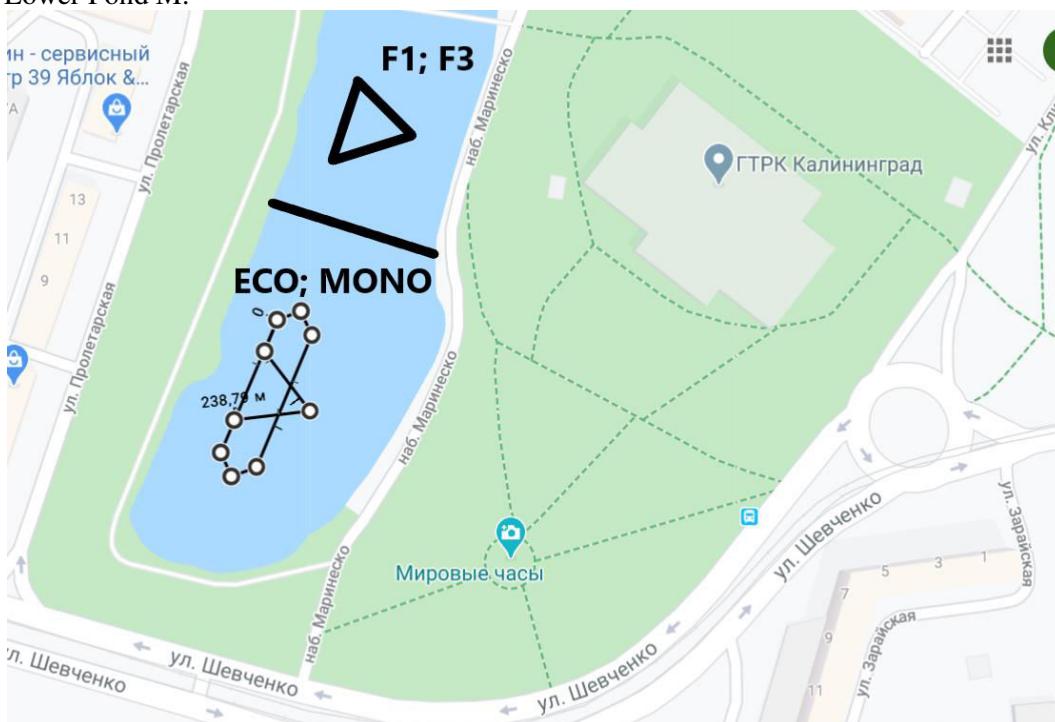 Lower Pond M.
ин - сервисный
тр 39 Яблок &...
F1; F3
ул. Пролетарская
наб. Маринеско
ул. Кл
ГТРК Калининград
13
11
9
ECO; MONO
0
ул. Пролетарская
238,79 м
наб. Маринеско
ул. Шевченко
ул. Зарайская
Мировые часы
1
3
5
7
9
11
наб. Маринеско
ул. Зарайская
ул. Шевченко
ул. Шевченко
ул. Шевченко